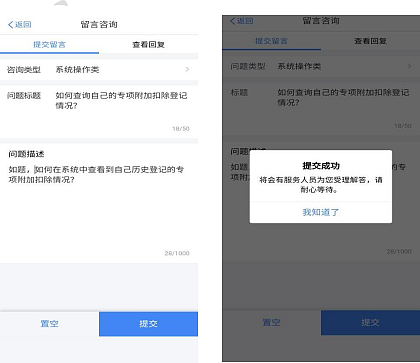 返回
留言咨询
提交留言
查看回复
咨询类型
系统操作类
问题标题
如何查询自己的专项附加扣除登记
情况?
18/50
问题描述
如题,如何在系统中查看到自己历史登记的专
项附加扣除情况?
28/1000
置空
提交
返回
留言咨询
提交留言
查看回复
问题类型
系统操作类
标题
如何查询自己的专项附加扣除登记
情况?
18/50
问题
如题
项附
提交成功
将会有服务人员为您受理解答,请
耐心等待。
我知道了
28/1000
置空
提交